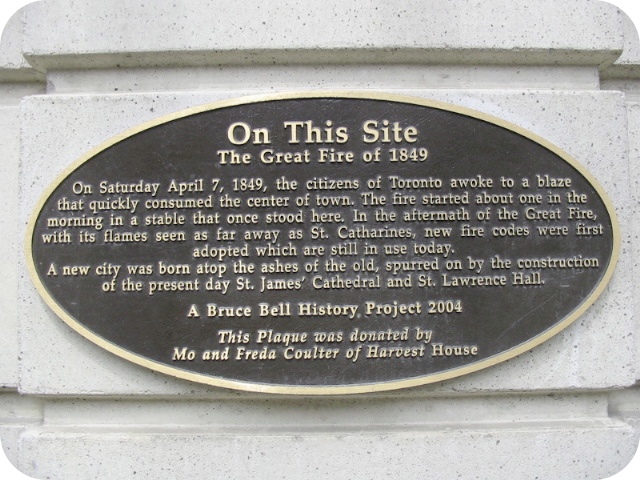 On This Site
The Great Fire of 1849
On Saturday April 7, 1849, the citizens of Toronto awoke to a blaze
that quickly consumed the center of town. The fire started about one in the
morning in a stable that once stood here. In the aftermath of the Great Fire,
with its flames seen as far away as St. Catharines, new fire codes were first
adopted which are still in use today.
A new city was born atop the ashes of the old, spurred on by the construction
of the present day St. James' Cathedral and St. Lawrence Hall.
A Bruce Bell History Project 2004
This Plaque was donated by
Mo and Freda Coulter of Harvest House